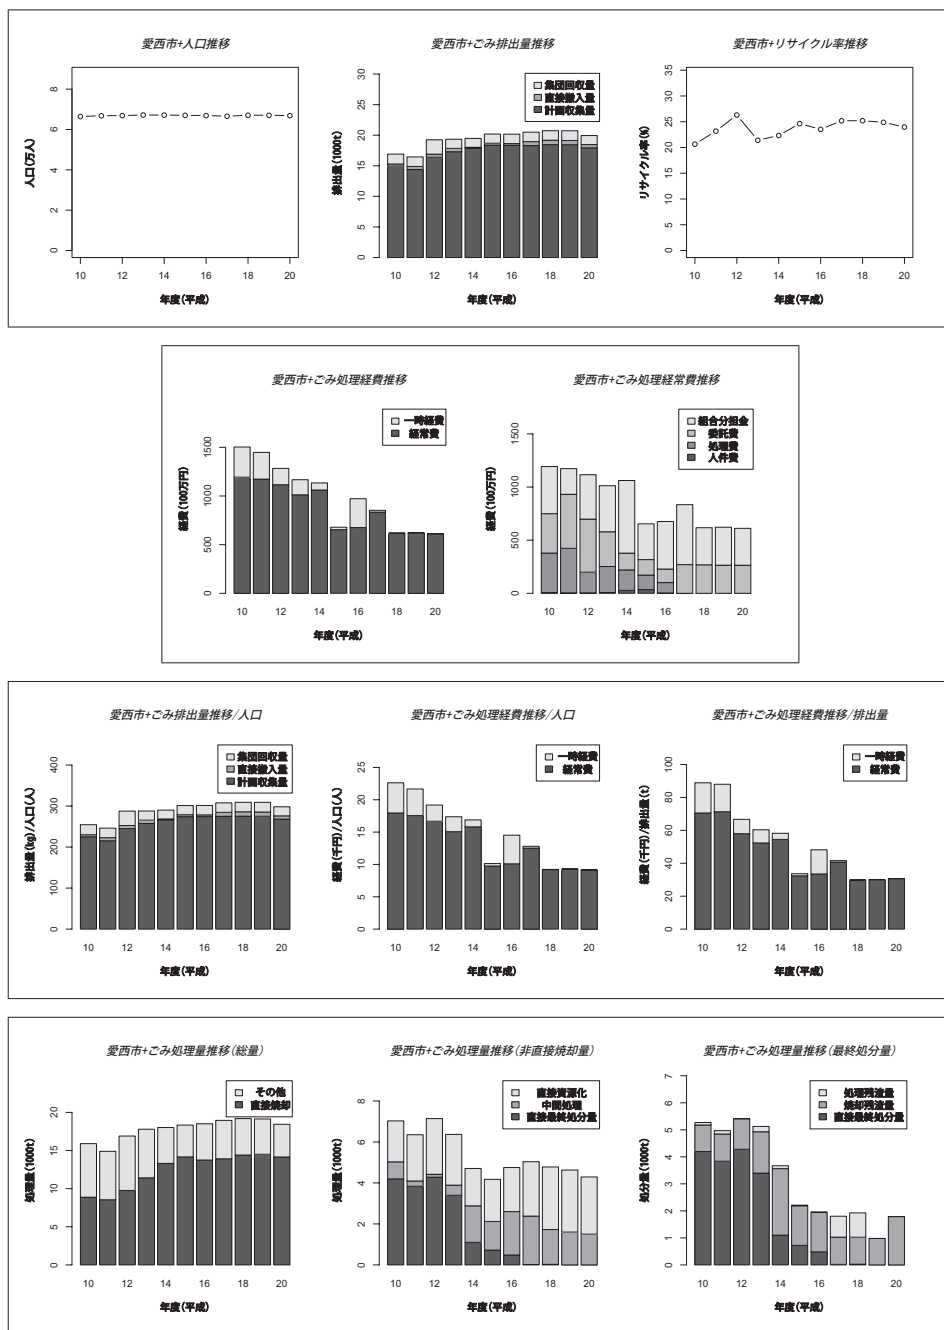 愛西市+人口推移
人口(万人)
0 2 4 6 8
10 12 14 16 18 20
年度(平成)
愛西市+ごみ排出量推移
集団回収量
直接搬入量
計画収集量
排出量(1000t)
0 5 10 15 20 25 30
10 12 14 16 18 20
年度(平成)
愛西市+リサイクル率推移
リサイクル率(%)
0 5 10 15 20 25 30 35
10 12 14 16 18 20
年度(平成)
愛西市+ごみ処理経費推移
一時経費
経常費
経費(100万円)
0 500 1000 1500
10 12 14 16 18 20
年度(平成)
愛西市+ごみ処理経常費推移
組合分担金
委託費
処理費
人件費
経費(100万円)
0 500 1000 1500
10 12 14 16 18 20
年度(平成)
愛西市+ごみ排出量推移/人口
集団回収量
直接搬入量
計画収集量
排出量(kg)/人口(人)
0 100 200 300 400
10 12 14 16 18 20
年度(平成)
愛西市+ごみ処理経費推移/人口
一時経費
経常費
経費(千円)/人口(人)
0 5 10 15 20 25
10 12 14 16 18 20
年度(平成)
愛西市+ごみ処理経費推移/排出量
一時経費
経常費
経費(千円)/排出量(t)
0 20 40 60 80 100
10 12 14 16 18 20
年度(平成)
愛西市+ごみ処理量推移(総量)
その他
直接焼却
処理量(1000t)
0 5 10 15 20
10 12 14 16 18 20
年度(平成)
愛西市+ごみ処理量推移(非直接焼却量)
直接資源化
中間処理
直接最終処分量
処理量(1000t)
0 2 4 6 8
10 12 14 16 18 20
年度(平成)
愛西市+ごみ処理量推移(最終処分量)
処理残渣量
焼却残渣量
直接最終処分量
処分量(1000t)
0 1 2 3 4 5 6 7
10 12 14 16 18 20
年度(平成)